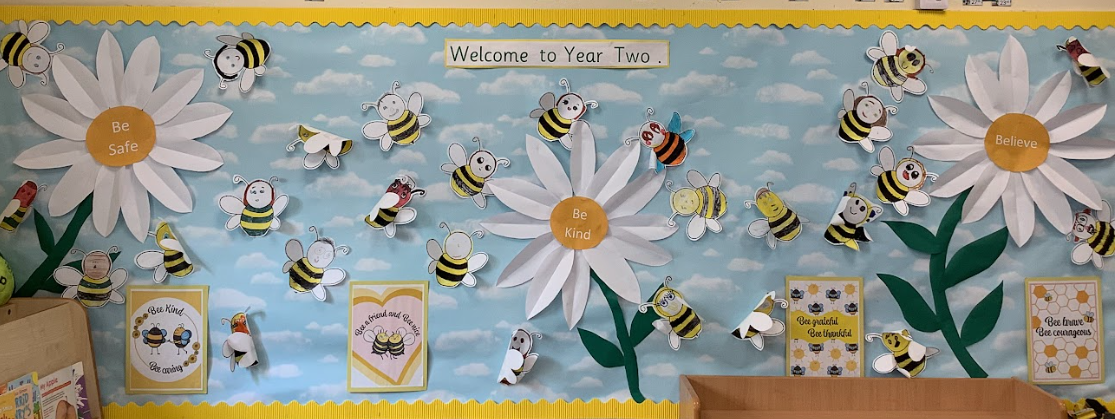 Welcome to Year Two.
Be
Safe
Be
Kind
Believe
Bee Kind
Bee caring
Bee a friend and Bee nice
Bee grateful
Bee thankful
Bee brave
Bee courageous